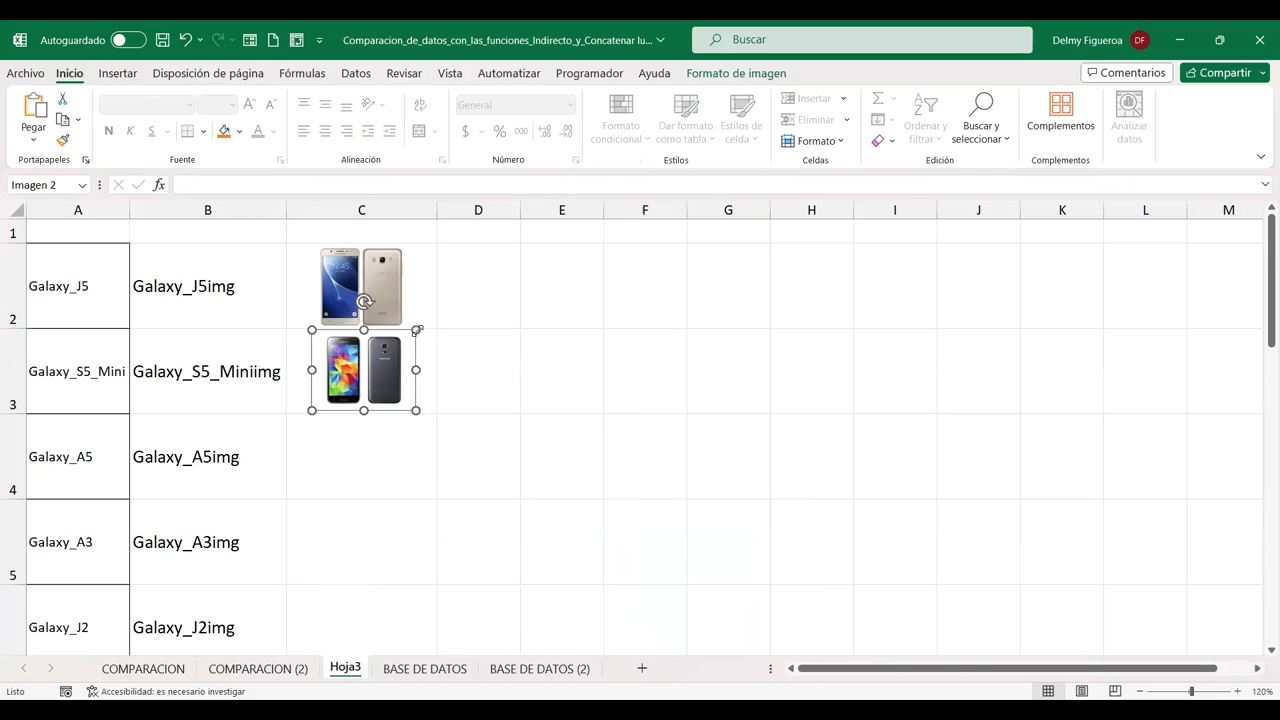 Autoguardado
Comparacion_de_datos_con_las_funciones_Indirecto_y_Concatenar lu...
Buscar
Delmy Figueroa DF
Archivo Inicio Insertar Disposición de página Fórmulas Datos Revisar Vista Automatizar Programador Ayuda Formato de imagen Comentarios Compartir
Pegar
N K S
General
$ % 000
Formato condicional
Dar formato como tabla
Estilos de celda
Insertar
Eliminar
Formato
Ordenar y filtrar
Buscar y seleccionar
Complementos
Analizar datos
Portapapeles Fuente Alineación Número Estilos Celdas Edición Complementos
Imagen 2 fx
A B C D E F G H I J K L M
1
2 Galaxy_J5 Galaxy_J5img
3 Galaxy_S5_Mini Galaxy_S5_Miniimg
4 Galaxy_A5 Galaxy_A5img
5 Galaxy_A3 Galaxy_A3img
Galaxy_J2 Galaxy_J2img
COMPARACION COMPARACION (2) Hoja3 BASE DE DATOS BASE DE DATOS (2)
Listo Accesibilidad: es necesario investigar 120%